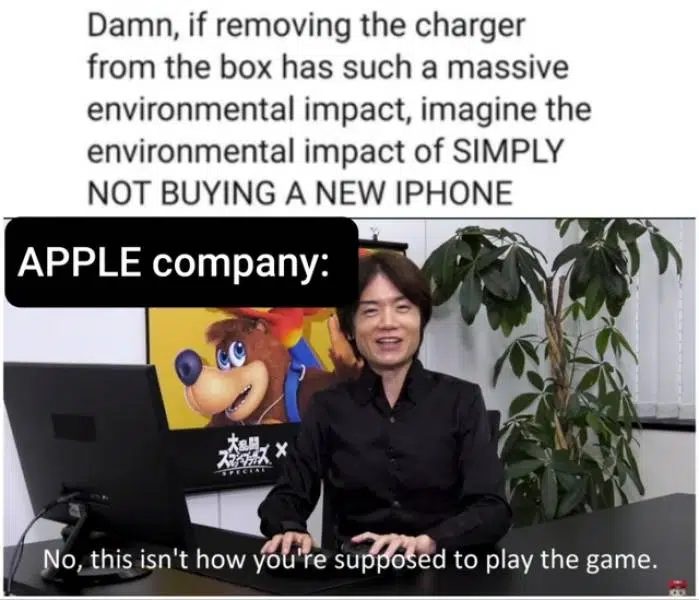 Damn, if removing the charger
from the box has such a massive
environmental impact, imagine the
environmental impact of SIMPLY
NOT BUYING A NEW IPHONE
APPLE company:
大乱闘
スマッシュブラザーズ ×
SPECIAL
No, this isn't how you're supposed to play the game.